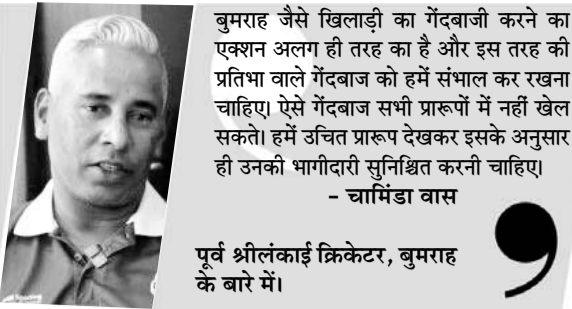 बुमराह जैसे खिलाड़ी का गेंदबाजी करने का
एक्शन अलग ही तरह का है और इस तरह की
प्रतिभा वाले गेंदबाज को हमें संभाल कर रखना
चाहिए। ऐसे गेंदबाज सभी प्रारूपों में नहीं खेल
सकते। हमें उचित प्रारूप देखकर इसके अनुसार
ही उनकी भागीदारी सुनिश्चित करनी चाहिए।
- चामिंडा वास
पूर्व श्रीलंकाई क्रिकेटर, बुमराह
के बारे में।